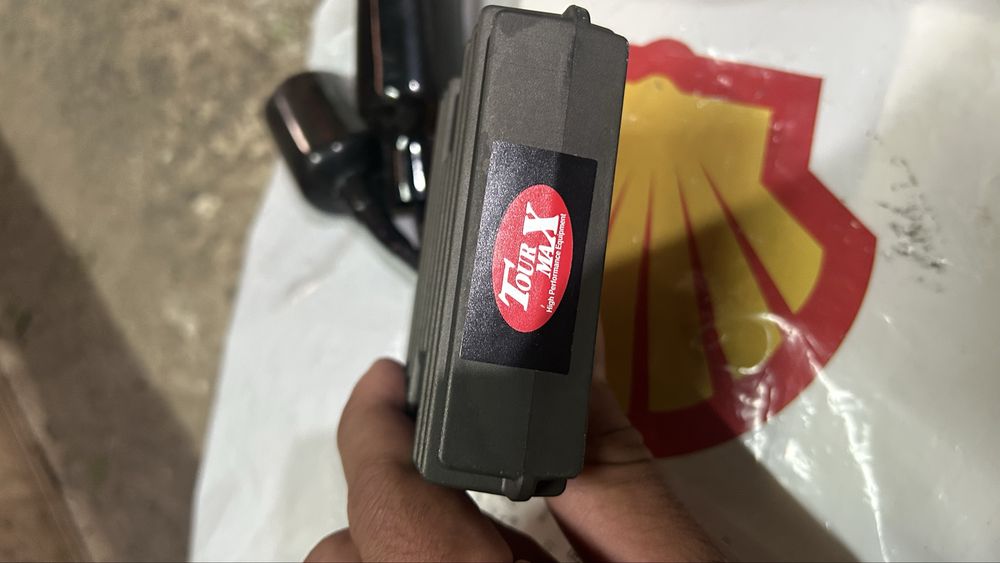 TOUR
MAX
High Performance Equipment